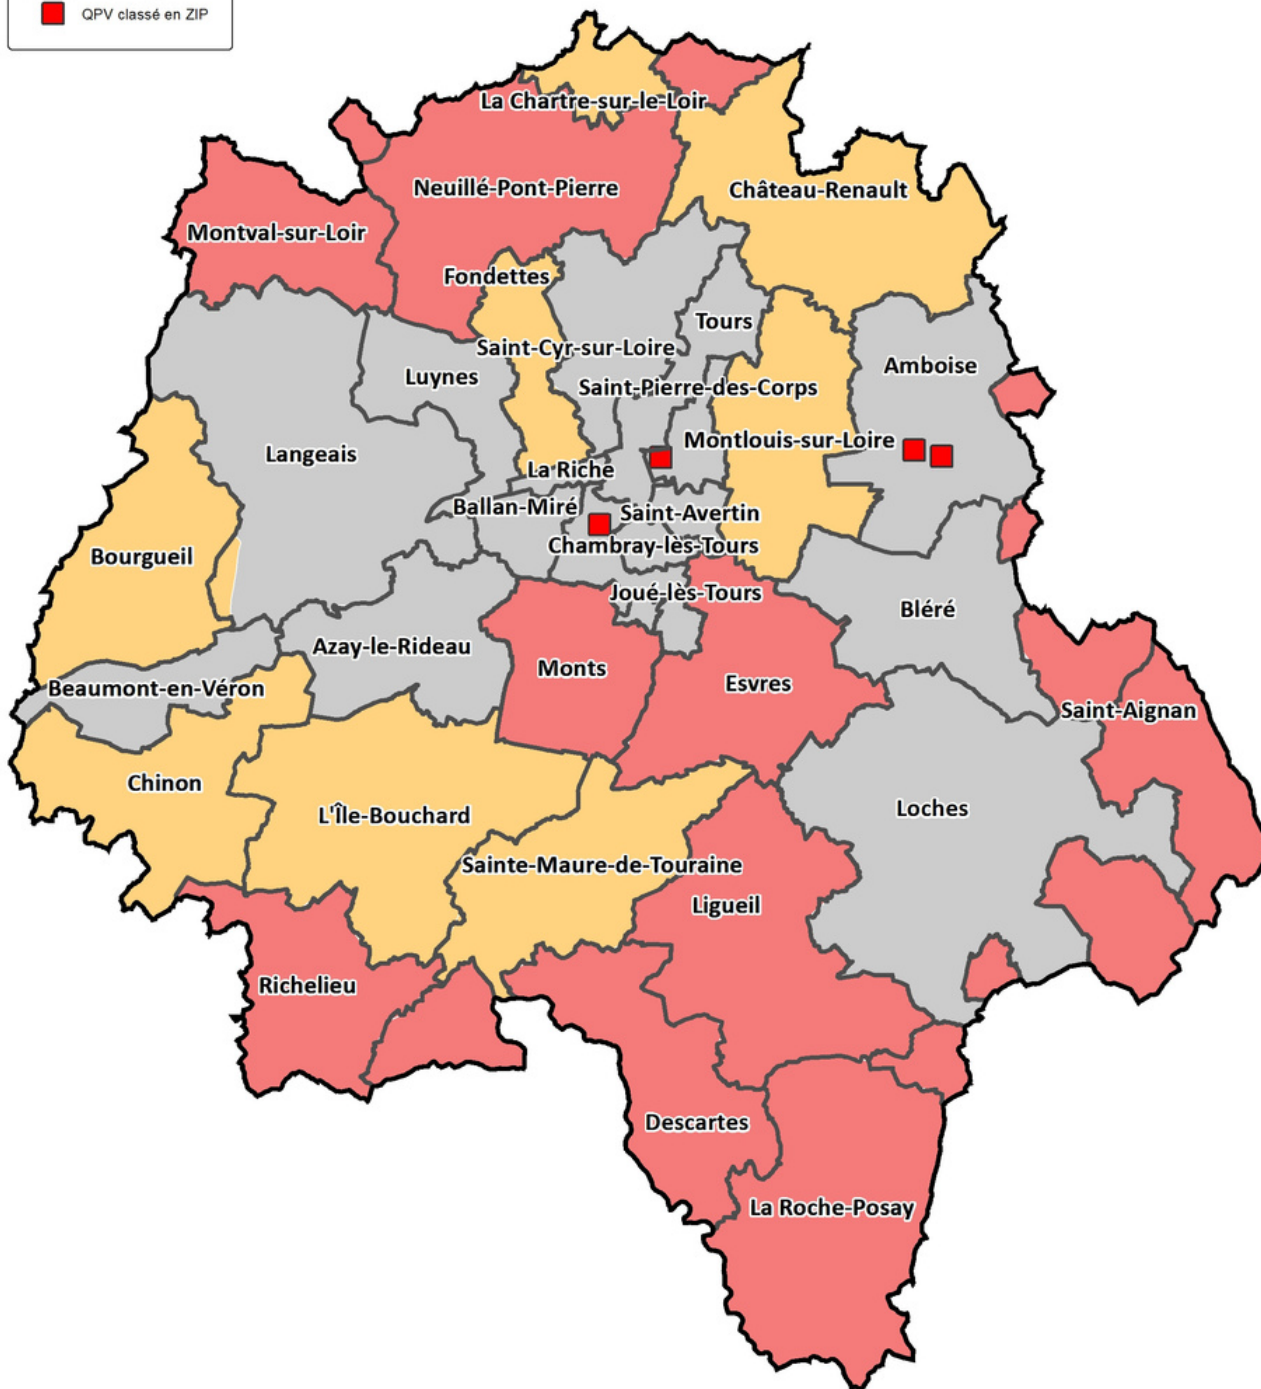 QPV classé en ZIP
La Chartre-sur-le-Loir
Neuillé-Pont-Pierre
Château-Renault
Montval-sur-Loir
Fondettes
Tours
Saint-Cyr-sur-Loire
Amboise
Luynes
Saint-Pierre-des-Corps
Montlouis-sur-Loire
Langeais
La Riche
Ballan-Miré
Saint-Avertin
Chambray-lès-Tours
Bourgueil
Joué-lès-Tours
Bléré
Azay-le-Rideau
Monts
Esvres
Beaumont-en-Véron
Saint-Aignan
Chinon
Loches
L'Île-Bouchard
Sainte-Maure-de-Touraine
Ligueil
Richelieu
Descartes
La Roche-Posay